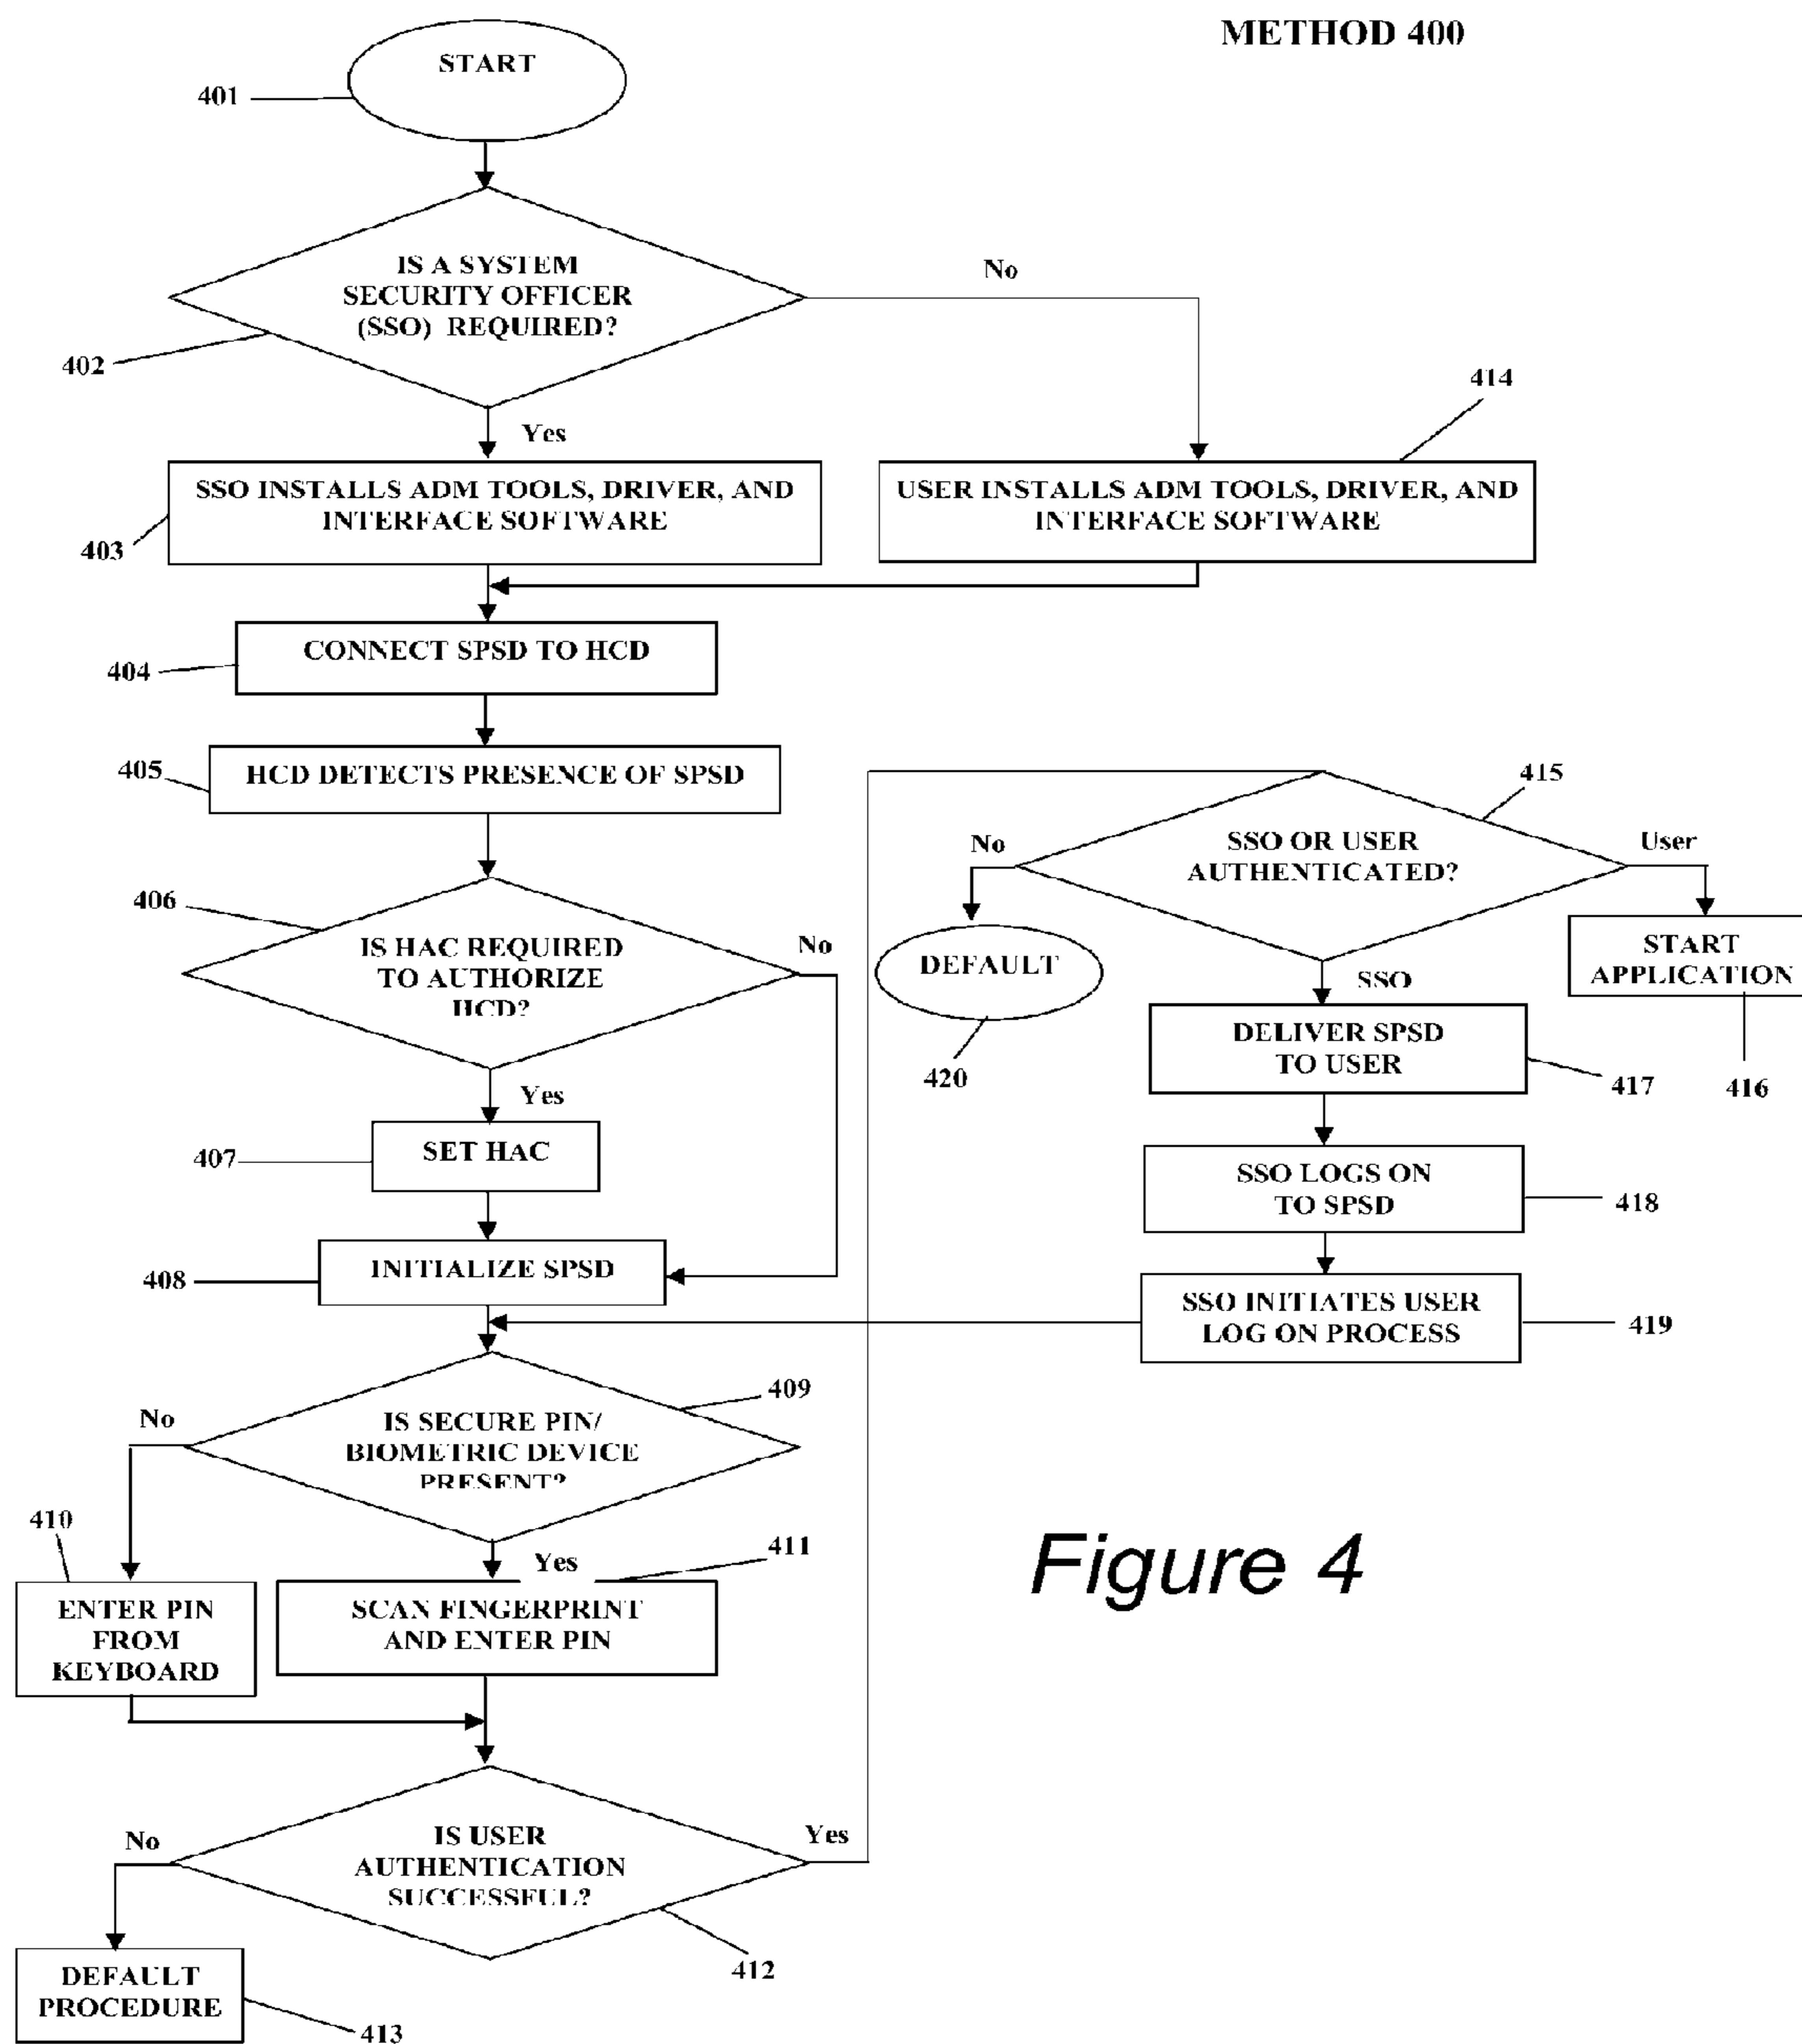 METHOD 400
START
401
IS A SYSTEM
SECURITY OFFICER
(SSO) REQUIRED?
No
402
Yes
414
SSO INSTALLS ADM TOOLS, DRIVER, AND
INTERFACE SOFTWARE
403
USER INSTALLS ADM TOOLS, DRIVER, AND
INTERFACE SOFTWARE
CONNECT SPSD TO HCD
404
405
HCD DETECTS PRESENCE OF SPSD
406
IS HAC REQUIRED
TO AUTHORIZE
HCD?
No
Yes
407
SET HAC
408
INITIALIZE SPSD
409
No
IS SECURE PIN/
BIOMETRIC DEVICE
PRESENT?
410
Yes
411
ENTER PIN
FROM
KEYBOARD
SCAN FINGERPRINT
AND ENTER PIN
No
IS USER
AUTHENTICATION
SUCCESSFUL?
Yes
412
DEFAULT
PROCEDURE
413
415
No
SSO OR USER
AUTHENTICATED?
User
DEFAULT
420
SSO
START
APPLICATION
416
DELIVER SPSD
TO USER
417
SSO LOGS ON
TO SPSD
418
SSO INITIATES USER
LOG ON PROCESS
419
Figure 4